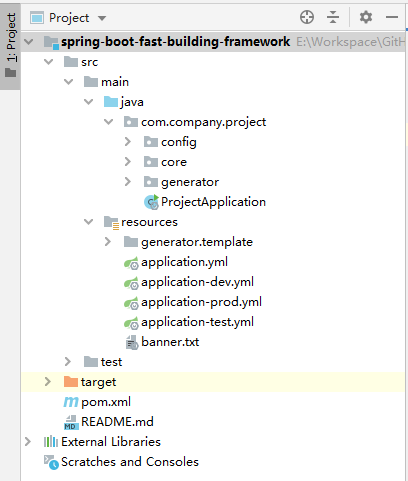 1: Project
Project
spring-boot-fast-building-framework E:\Workspace\GitH
src
main
java
com.company.project
config
core
generator
ProjectApplication
resources
generator.template
application.yml
application-dev.yml
application-prod.yml
application-test.yml
banner.txt
test
target
m pom.xml
MD README.md
External Libraries
Scratches and Consoles